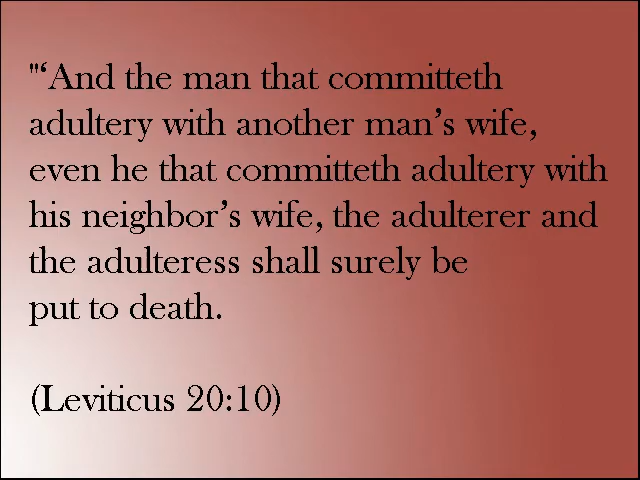 "‘And the man that committeth
adultery with another man’s wife,
even he that committeth adultery with
his neighbor’s wife, the adulterer and
the adulteress shall surely be
put to death.
(Leviticus 20:10)